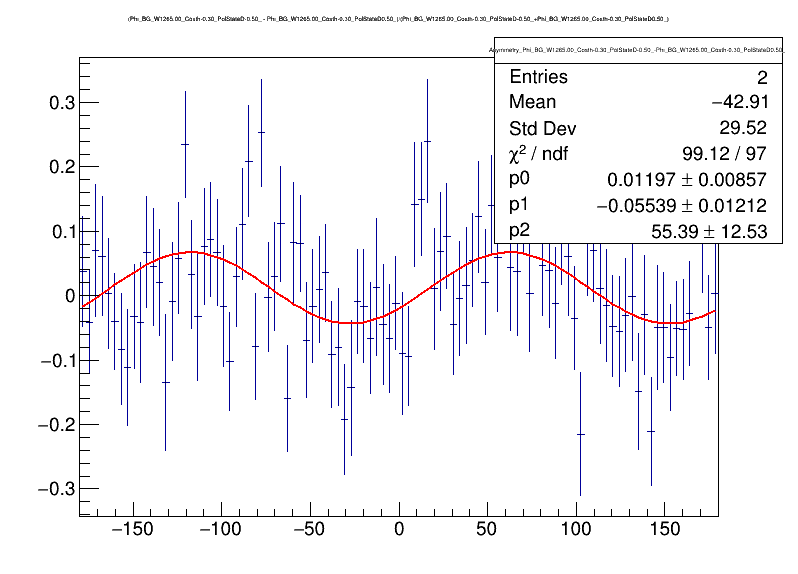 (Phi_BG_W1265.00_Costh-0.30_PolStateD-0.50_ - Phi_BG_W1265.00_Costh-0.30_PolStateD0.50_)/(Phi_BG_W1265.00_Costh-0.30_PolStateD-0.50_+Phi_BG_W1265.00_Costh-0.30_PolStateD0.50_)
Asymmetry_Phi_BG_W1265.00_Costh-0.30_PolStateD-0.50_-Phi_BG_W1265.00_Costh-0.30_PolStateD0.50_
Entries 2
Mean −42.91
Std Dev 29.52
χ² / ndf 99.12 / 97
p0 0.01197 ± 0.00857
p1 −0.05539 ± 0.01212
p2 55.39 ± 12.53
0.3
0.2
0.1
0
−0.1
−0.2
−0.3
−150 −100 −50 0 50 100 150